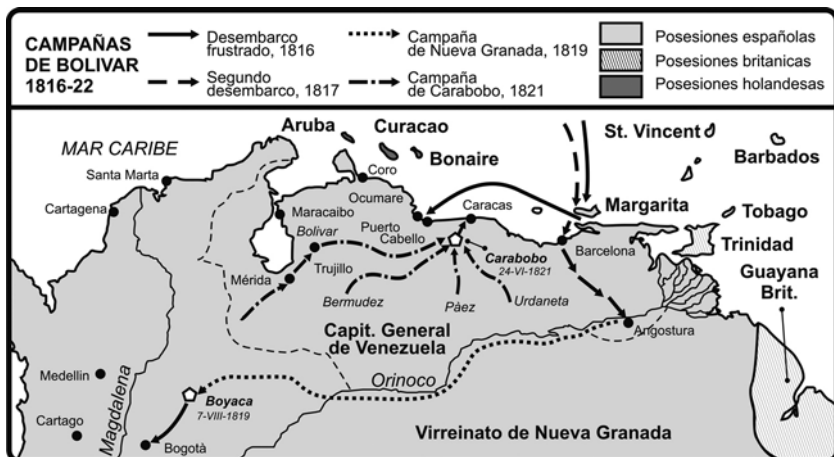 CAMPAÑAS
DE BOLIVAR
1816-22
Desembarco
frustrado, 1816
Segundo
desembarco, 1817
Campaña
de Nueva Granada, 1819
Campaña
de Carabobo, 1821
Posesiones españolas
Posesiones britanicas
Posesiones holandesas
MAR CARIBE
Aruba
Curacao
Bonaire
St. Vincent
Barbados
Santa Marta
Coro
Cartagena
Ocumare
Caracas
Margarita
Tobago
Maracaibo
Bolivar
Puerto
Cabello
Barcelona
Trinidad
Carabobo
24-VI-1821
Guayana
Brit.
Mérida
Trujillo
Bermudez
Pàez
Urdaneta
Angostura
Capit. General
de Venezuela
Orinoco
Medellin
Magdalena
Boyaca
7-VIII-1819
Cartago
Bogotà
Virreinato de Nueva Granada